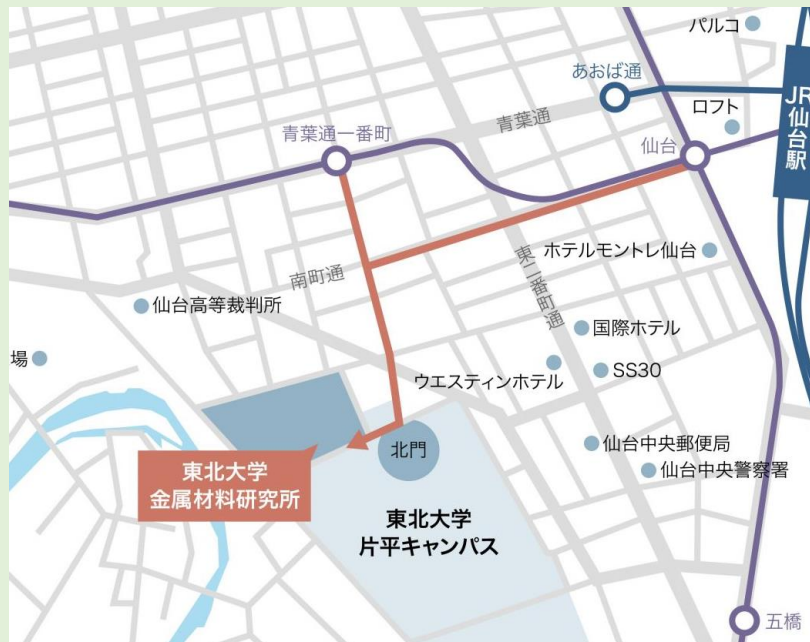 パルコ
あおば通
JR仙台駅
ロフト
青葉通
青葉通一番町
仙台
ホテルモントレ仙台
南町通
東二番町通
仙台高等裁判所
国際ホテル
場
ウエスティンホテル
SS30
北門
仙台中央郵便局
東北大学
金属材料研究所
仙台中央警察署
東北大学
片平キャンパス
五橋